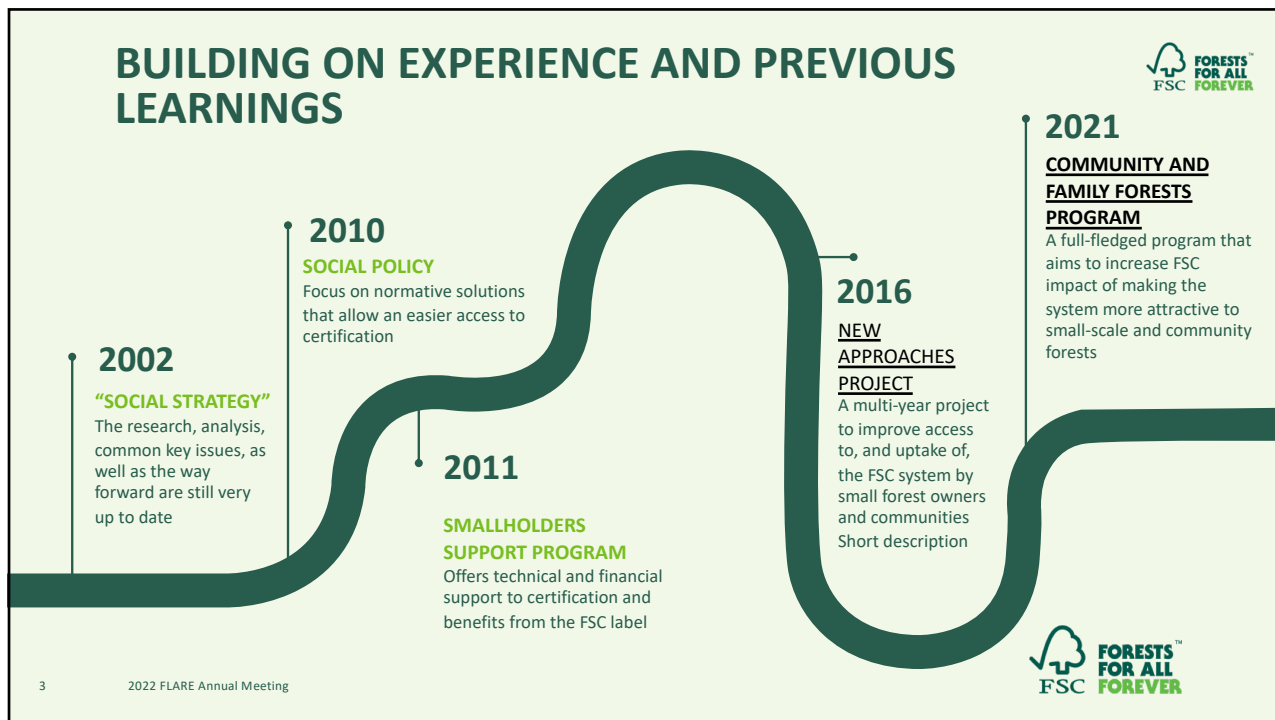 BUILDING ON EXPERIENCE AND PREVIOUS
LEARNINGS
FSC
FORESTS™
FOR ALL
FOREVER
2002
“SOCIAL STRATEGY”
The research, analysis,
common key issues, as
well as the way
forward are still very
up to date
2010
SOCIAL POLICY
Focus on normative solutions
that allow an easier access to
certification
2011
SMALLHOLDERS
SUPPORT PROGRAM
Offers technical and financial
support to certification and
benefits from the FSC label
2016
NEW
APPROACHES
PROJECT
A multi-year project
to improve access
to, and uptake of,
the FSC system by
small forest owners
and communities
Short description
2021
COMMUNITY AND
FAMILY FORESTS
PROGRAM
A full-fledged program that
aims to increase FSC
impact of making the
system more attractive to
small-scale and community
forests
FSC
FORESTS™
FOR ALL
FOREVER
3
2022 FLARE Annual Meeting